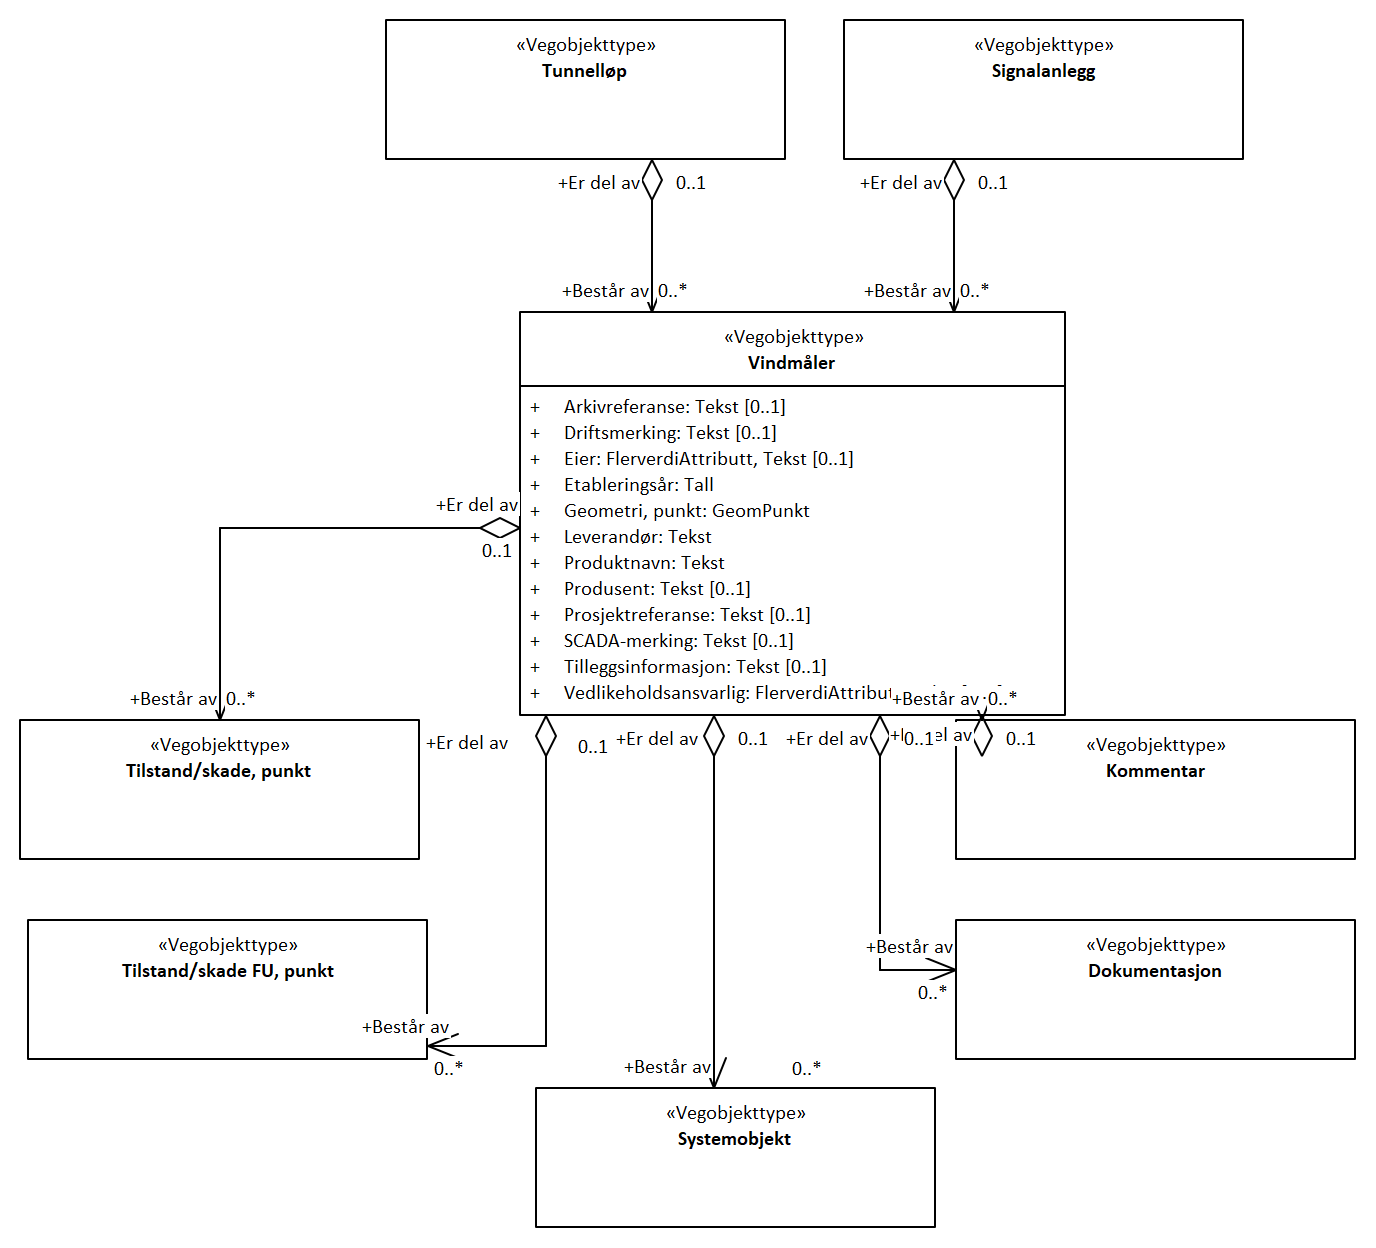 «Vegobjekttype»
Tunnelløp
«Vegobjekttype»
Signalanlegg
+Er del av
0..1
+Er del av
0..1
+Består av
0..*
+Består av
0..*
«Vegobjekttype»
Vindmåler
+ Arkivreferanse: Tekst [0..1]
+ Driftsmerking: Tekst [0..1]
+ Eier: FlerverdiAttributt, Tekst [0..1]
+ Etableringsår: Tall
+ Geometri, punkt: GeomPunkt
+ Leverandør: Tekst
+ Produktnavn: Tekst
+ Produsent: Tekst [0..1]
+ Prosjektreferanse: Tekst [0..1]
+ SCADA-merking: Tekst [0..1]
+ Tilleggsinformasjon: Tekst [0..1]
+ Vedlikeholdsansvarlig:
+Er del av
0..1
+Består av
0..*
+Består av
0..*
«Vegobjekttype»
Tilstand/skade, punkt
+Er del av
0..1
+Er del av
0..1
+Er del av
0..1
av
0..1
«Vegobjekttype»
Kommentar
«Vegobjekttype»
Tilstand/skade FU, punkt
+Består av
0..*
+Består av
0..*
«Vegobjekttype»
Dokumentasjon
+Består av
0..*
«Vegobjekttype»
Systemobjekt